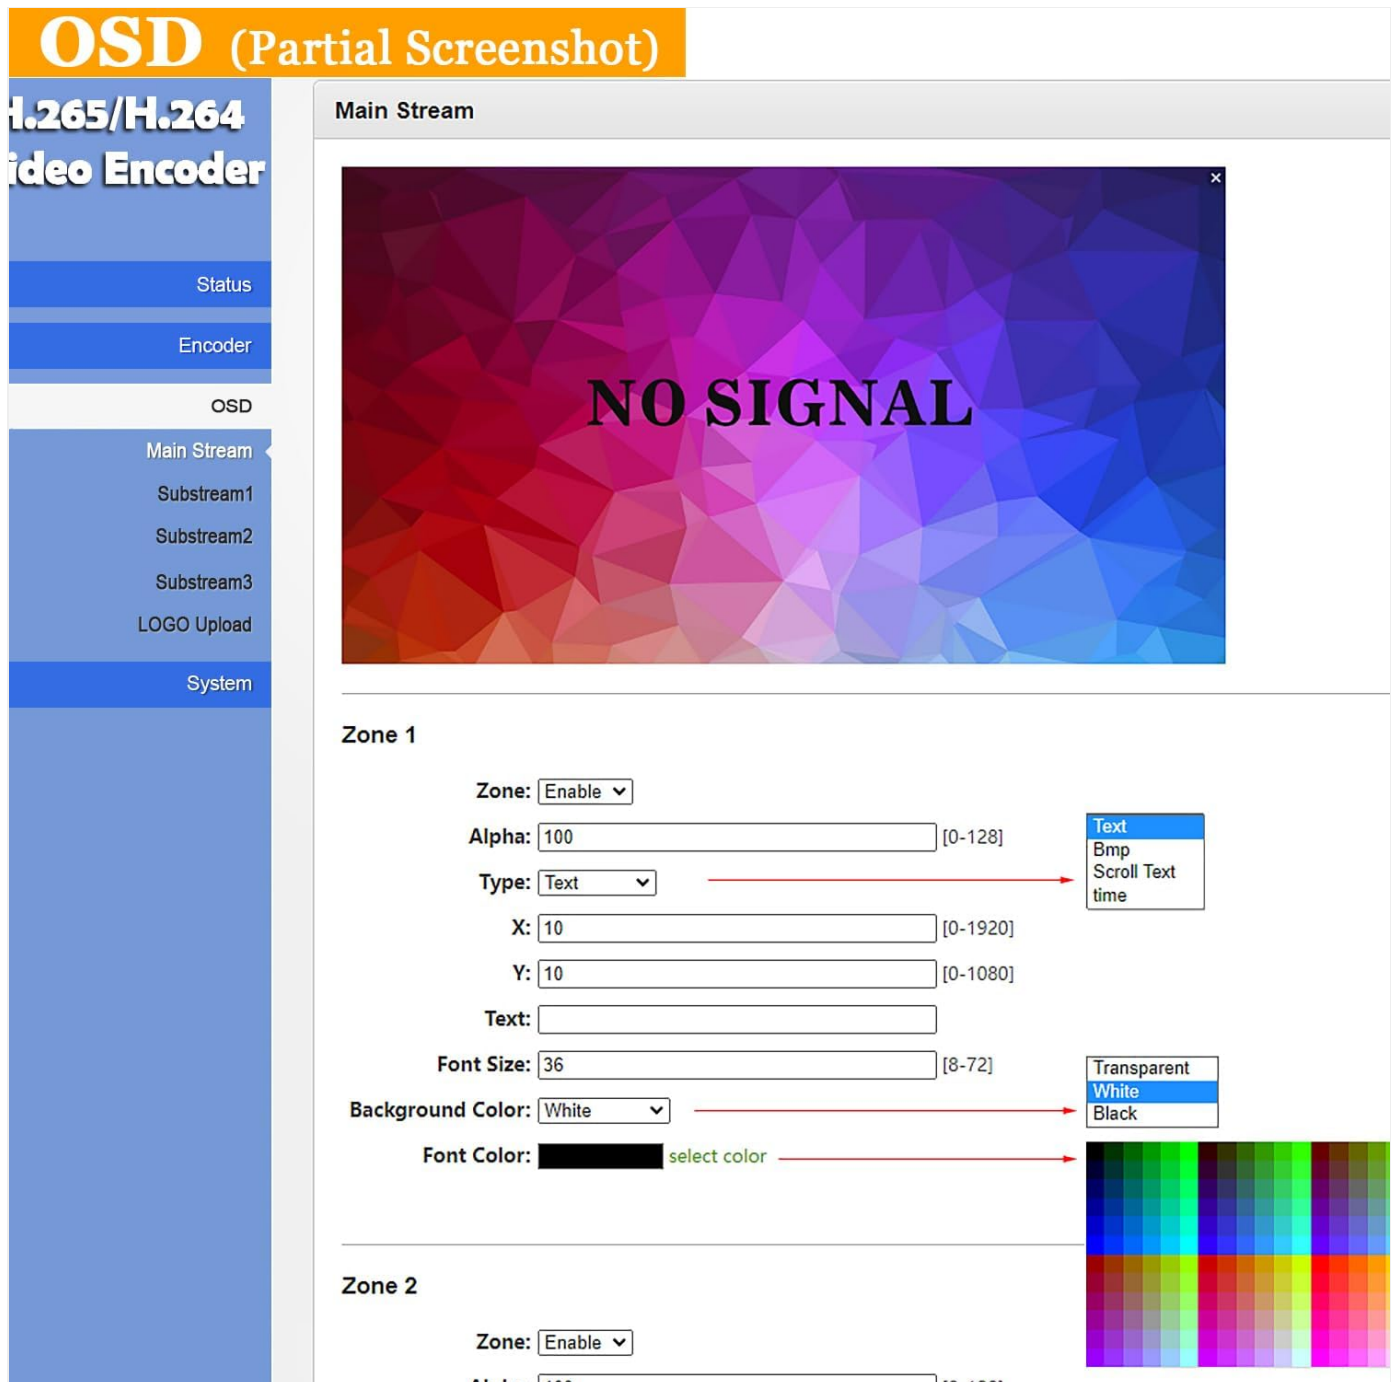 OSD (Partial Screenshot)
H.265/H.264
ideo Encoder
Status
Encoder
OSD
Main Stream
Substream1
Substream2
Substream3
LOGO Upload
System
Main Stream
×
NO SIGNAL
Zone 1
Zone: Enable
Alpha: 100 [0-128]
Type: Text
Text
Bmp
Scroll Text
time
X: 10 [0-1920]
Y: 10 [0-1080]
Text:
Font Size: 36 [8-72]
Background Color: White
Transparent
White
Black
Font Color: select color
Zone 2
Zone: Enable